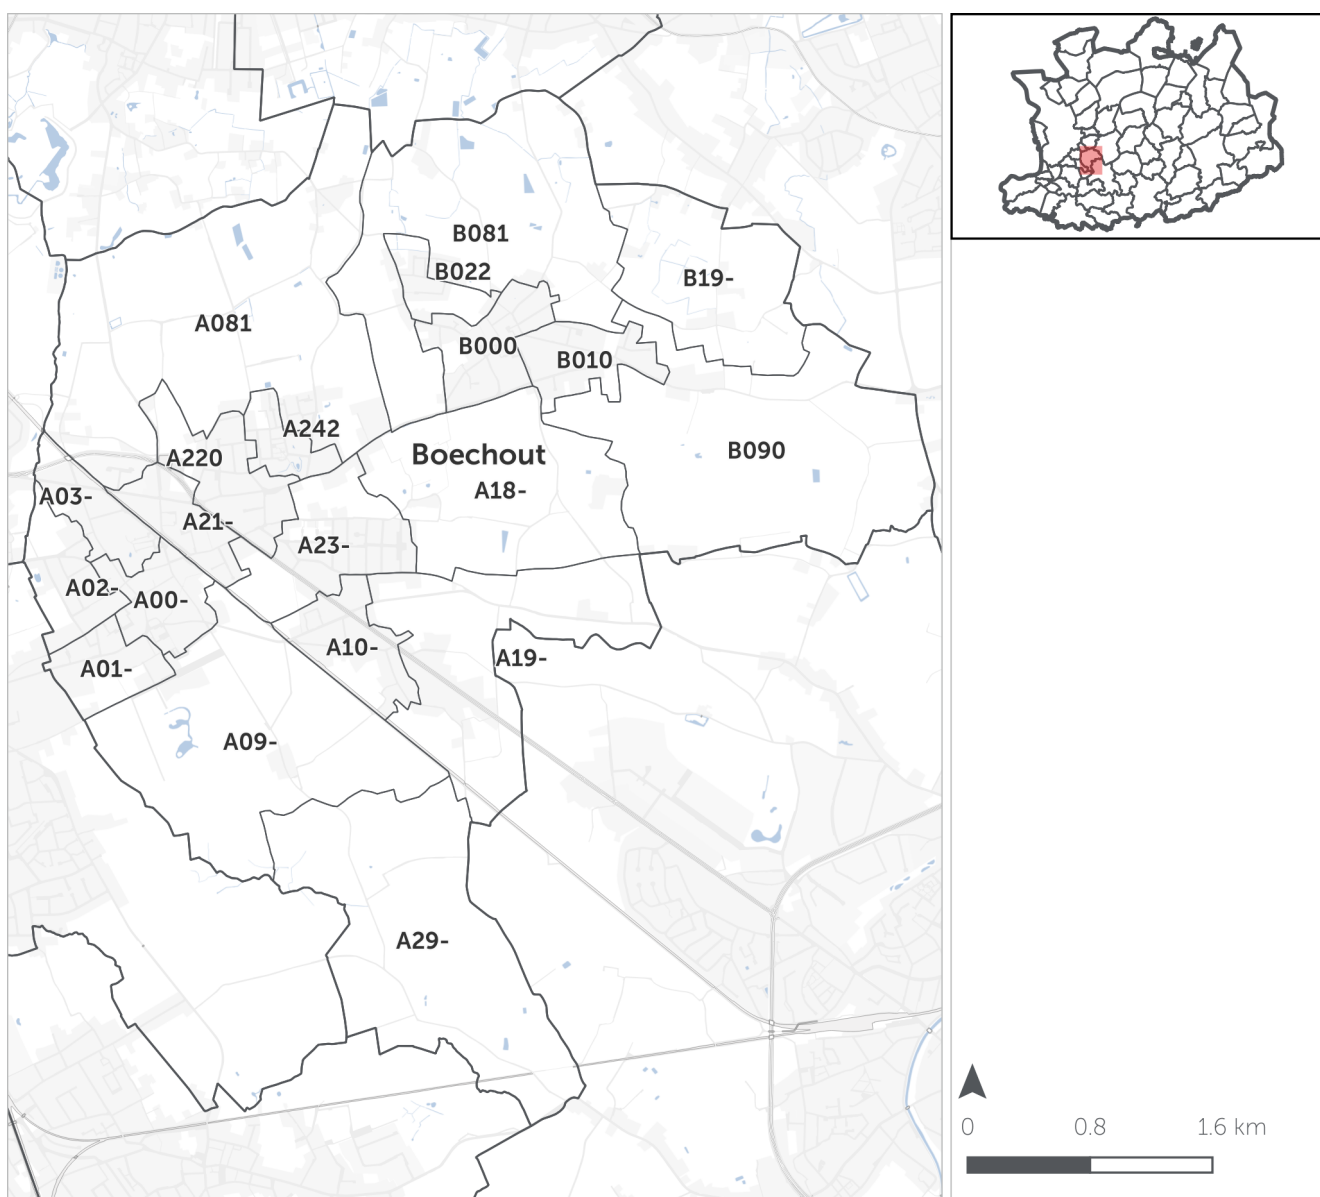 B081
B022
B19-
A081
B000
B010
A242
Boechout
B090
A220
A18-
A03-
A21-
A23-
A02-
A00-
A10-
A19-
A01-
A09-
A29-
0 0.8 1.6 km